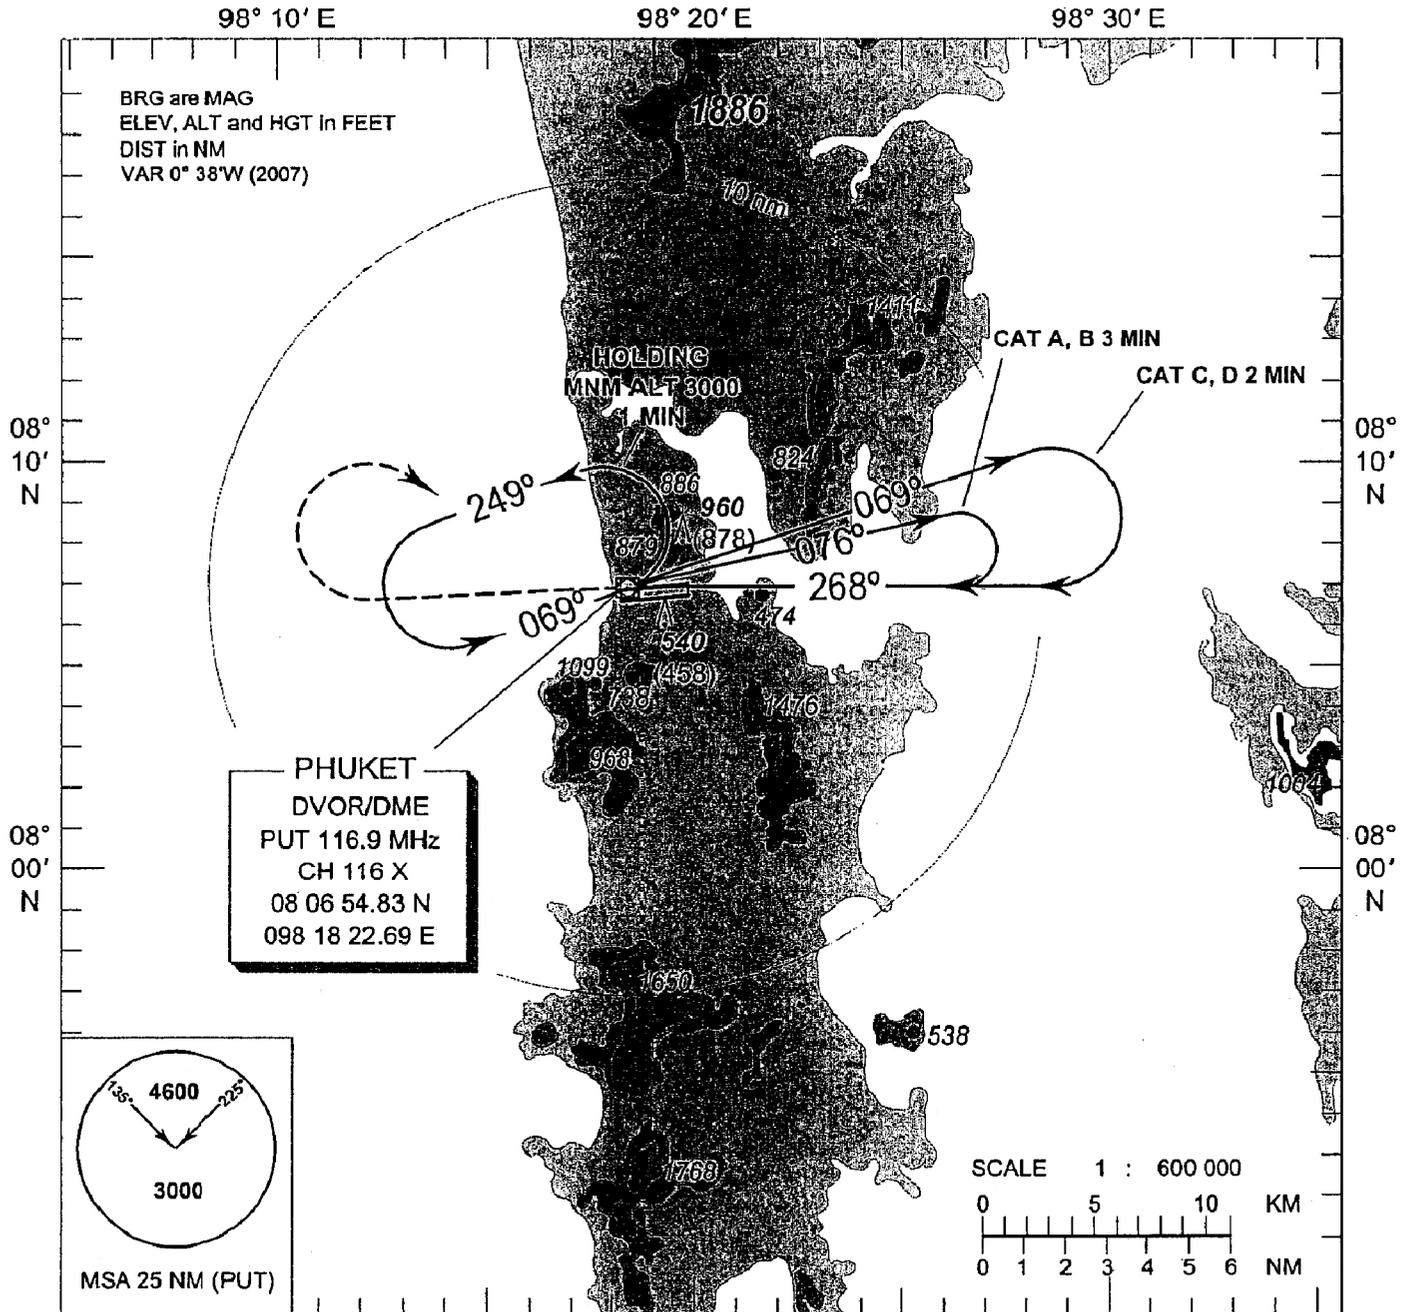 98° 10′ E 98° 20′ E 98° 30′ E
BRG are MAG
ELEV, ALT and HGT in FEET
DIST in NM
VAR 0° 38'W (2007)
1886
10 nm
1411
CAT A, B 3 MIN
CAT C, D 2 MIN
HOLDING
MNM ALT 3000
1 MIN
08°
10′
N
08°
10′
N
824
249°
069°
886
960
(878)
879
076°
268°
069°
474
540
(458)
1099
738
1476
968
1004
PHUKET
DVOR/DME
PUT 116.9 MHz
CH 116 X
08 06 54.83 N
098 18 22.69 E
08°
00′
N
08°
00′
N
1650
538
135°
4600
225°
3000
MSA 25 NM (PUT)
1768
SCALE 1 : 600 000
0 5 10 KM
0 1 2 3 4 5 6 NM